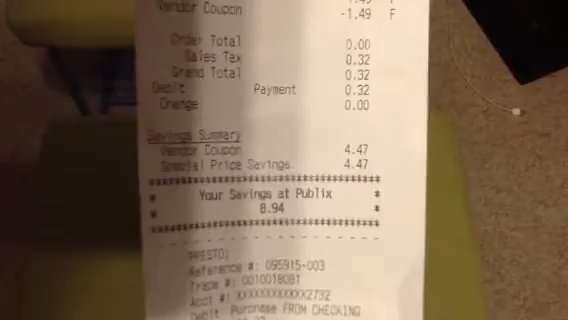 Vendor Coupon -1.49 F
Order Total 0.00
Sales Tax 0.32
Grand Total 0.32
Debit Payment 0.32
Change 0.00
Savings Summary
Vendor Coupon 4.47
Special Price Savings 4.47
****************************************
* Your Savings at Publix *
* 8.94 *
****************************************
PRESTO!
Reference #: 095915-003
Trace #: 0010018081
Acct #: XXXXXXXXXXXX2732
Debit Purchase FROM CHECKING